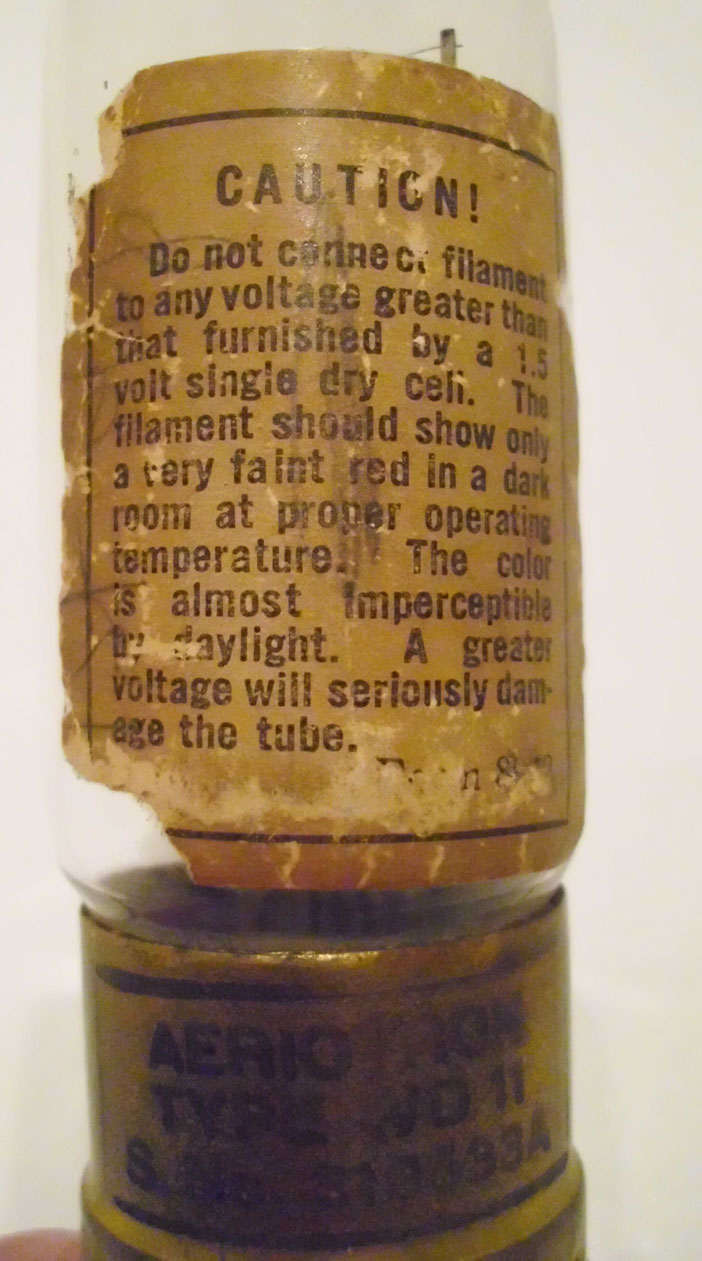 CAUTION!
Do not connect filament
to any voltage greater than
that furnished by a 1.5
volt single dry cell. The
filament should show only
a very faint red in a dark
room at proper operating
temperature. The color
is almost imperceptible
by daylight. A greater
voltage will seriously dam-
age the tube.
AERIOTRON
TYPE WD 11
S. No.